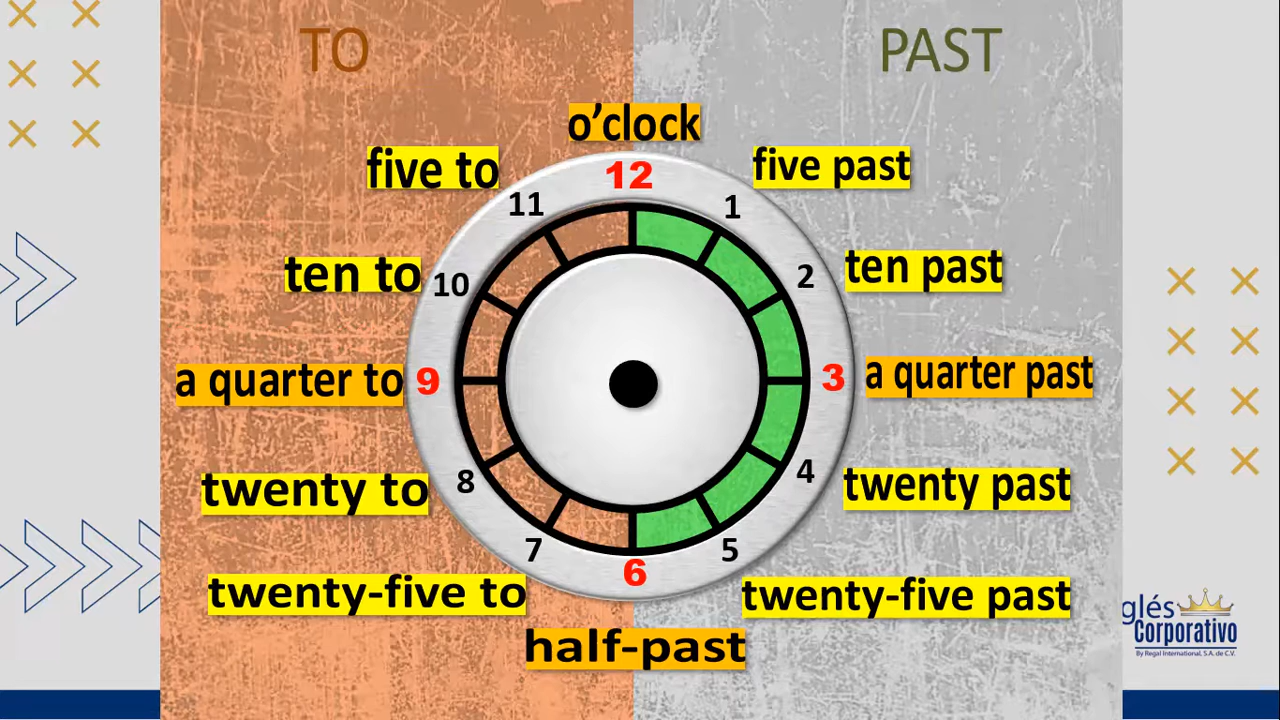 TO
PAST
o’clock
five to
12
five past
11
1
ten to
10
2
ten past
a quarter to
9
3
a quarter past
twenty to
8
4
twenty past
7
5
twenty-five to
6
twenty-five past
half-past
glés
Corporativo
By Regal International, S.A. de C.V.